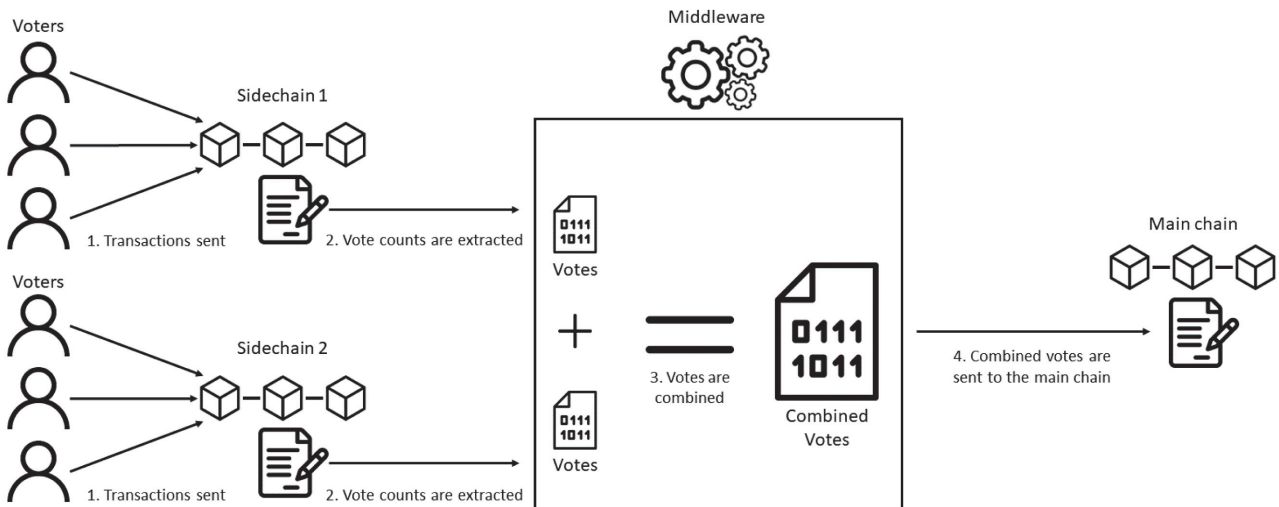 Voters
Sidechain 1
1. Transactions sent
2. Vote counts are extracted
Voters
Sidechain 2
1. Transactions sent
2. Vote counts are extracted
Middleware
0111
1011
Votes
+
0111
1011
Votes
3. Votes are
combined
0111
1011
Combined
Votes
4. Combined votes are
sent to the main chain
Main chain